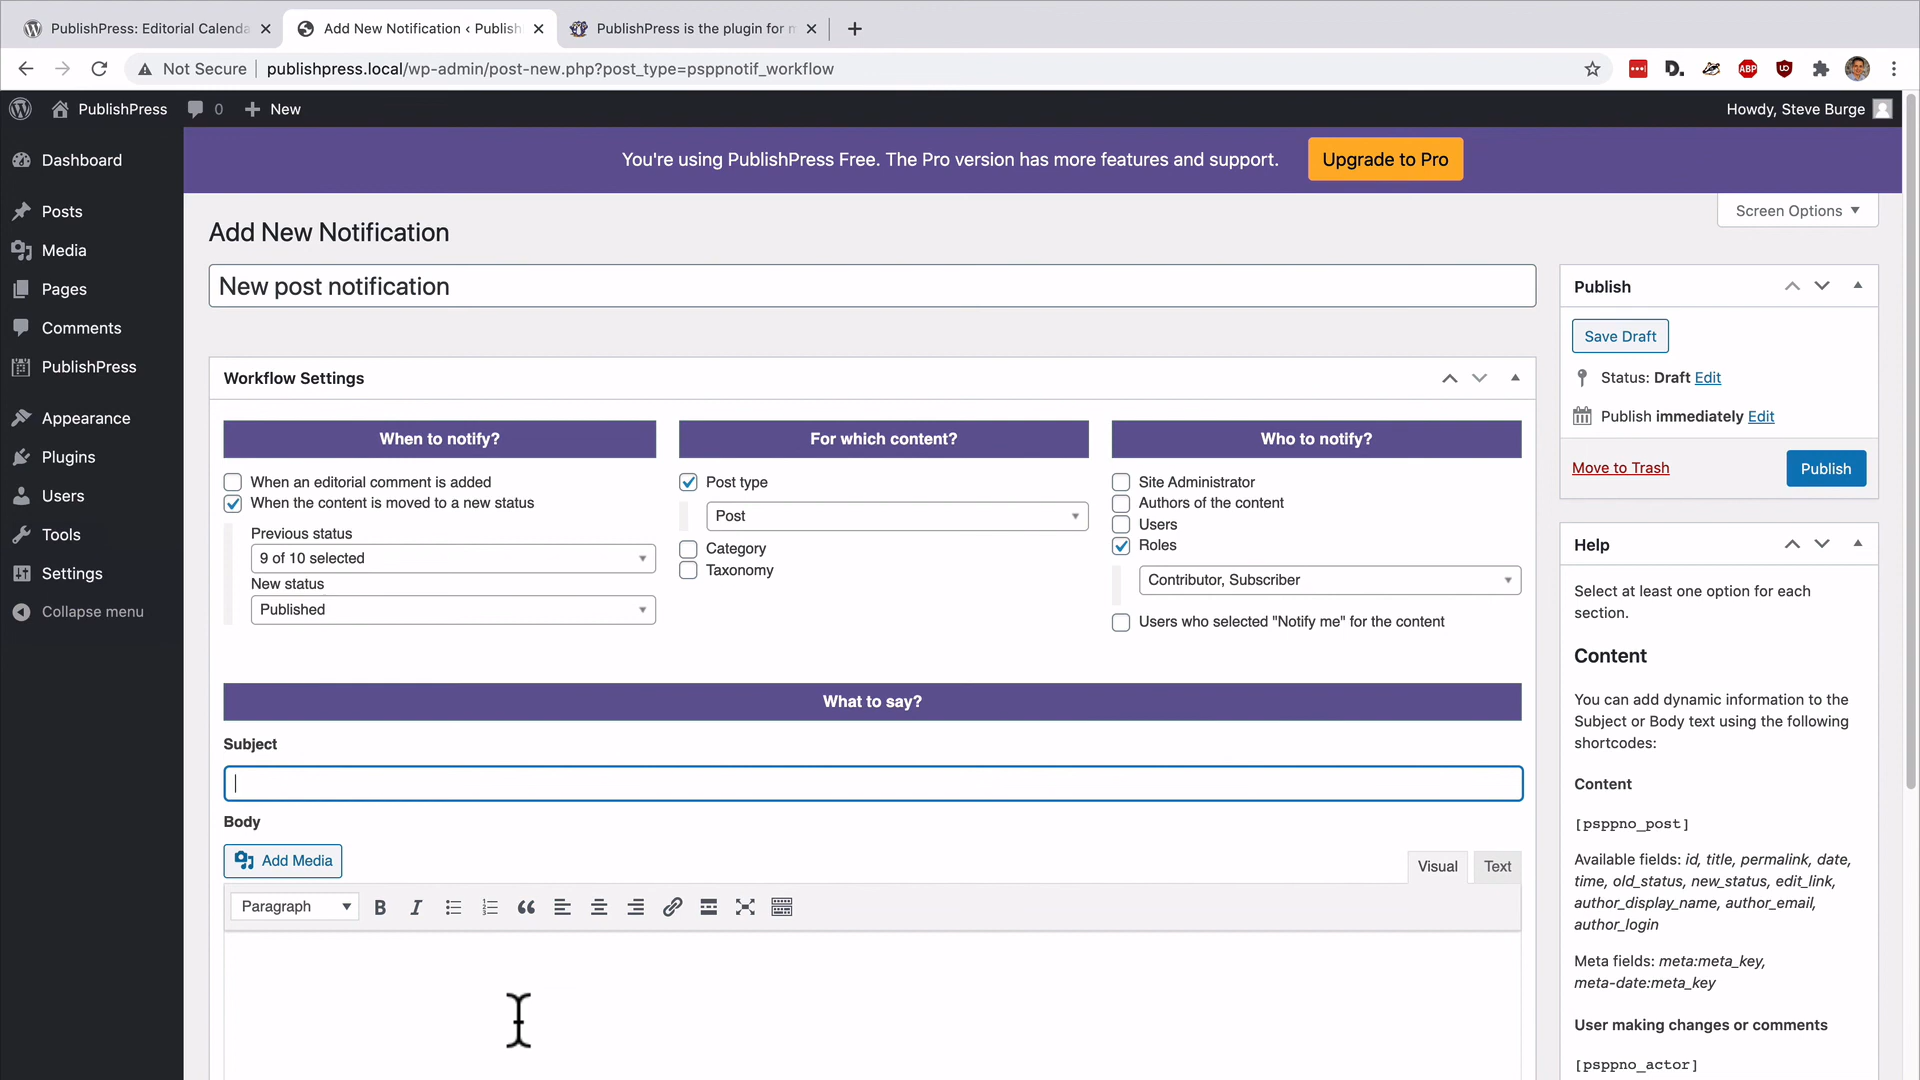 PublishPress: Editorial Calenda
Add New Notification ‹ Publish
PublishPress is the plugin for m
Not Secure
publishpress.local/wp-admin/post-new.php?post_type=psppnotif_workflow
ABP
PublishPress
0
New
Howdy, Steve Burge
You're using PublishPress Free. The Pro version has more features and support.
Upgrade to Pro
Dashboard
Posts
Media
Pages
Comments
PublishPress
Appearance
Plugins
Users
Tools
Settings
Collapse menu
Screen Options
Add New Notification
New post notification
Workflow Settings
When to notify?
When an editorial comment is added
When the content is moved to a new status
Previous status
9 of 10 selected
New status
Published
For which content?
Post type
Post
Category
Taxonomy
Who to notify?
Site Administrator
Authors of the content
Users
Roles
Contributor, Subscriber
Users who selected "Notify me" for the content
What to say?
Subject
Body
Add Media
Visual
Text
Paragraph
B
I
Publish
Save Draft
Status: Draft Edit
Publish immediately Edit
Move to Trash
Publish
Help
Select at least one option for each
section.
Content
You can add dynamic information to the
Subject or Body text using the following
shortcodes:
Content
[psppno_post]
Available fields: id, title, permalink, date,
time, old_status, new_status, edit_link,
author_display_name, author_email,
author_login
Meta fields: meta:meta_key,
meta-date:meta_key
User making changes or comments
[psppno_actor]